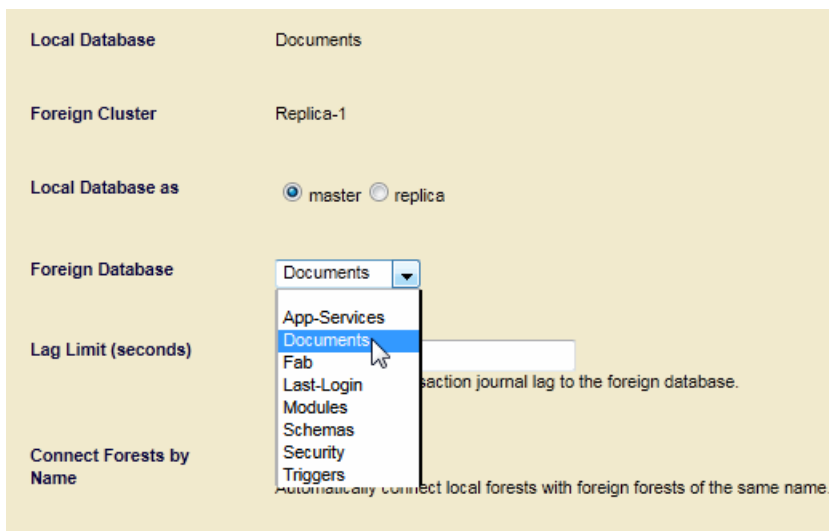 Local Database Documents
Foreign Cluster Replica-1
Local Database as master replica
Foreign Database Documents
App-Services
Documents
Fab
Last-Login
Modules
Schemas
Security
Triggers
Lag Limit (seconds)
journal lag to the foreign database.
Connect Forests by
Name
Automatically connect local forests with foreign forests of the same name.